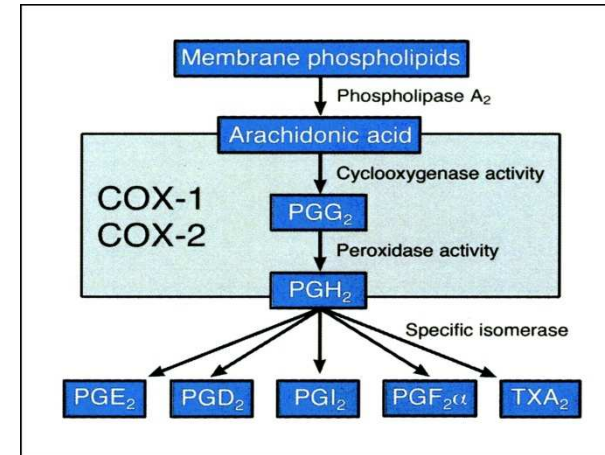 Membrane phospholipids
Phospholipase A₂
Arachidonic acid
Cyclooxygenase activity
COX-1
COX-2
PGG₂
Peroxidase activity
PGH₂
Specific isomerase
PGE₂ PGD₂ PGI₂ PGF₂α TXA₂